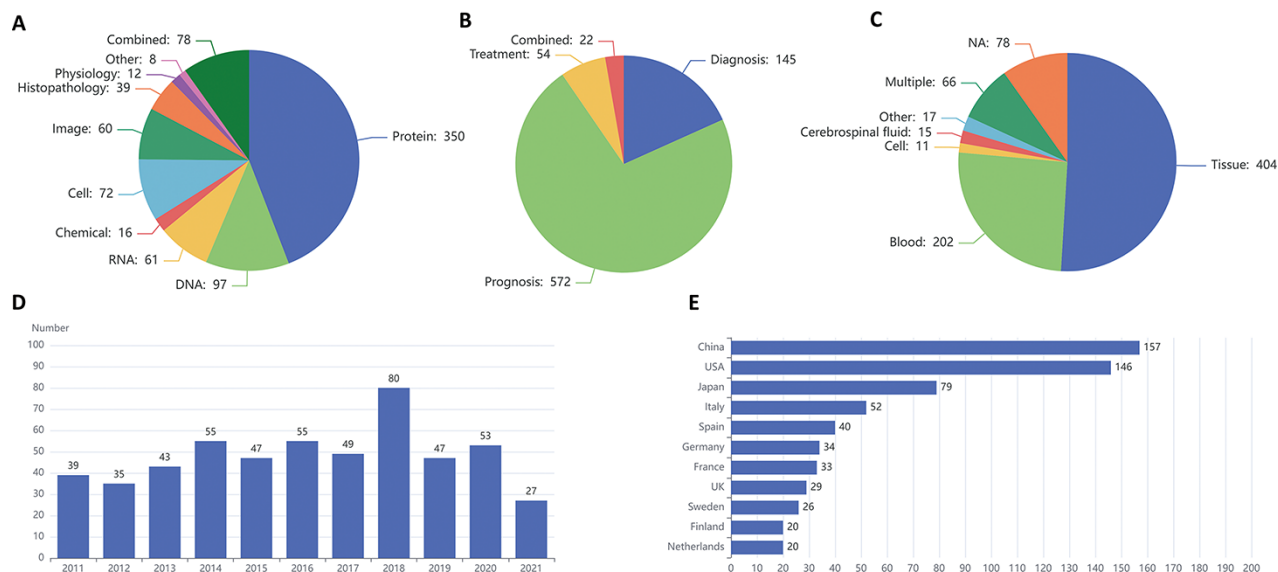 A
Combined: 78
Other: 8
Physiology: 12
Histopathology: 39
Image: 60
Cell: 72
Chemical: 16
RNA: 61
DNA: 97
Protein: 350
B
Combined: 22
Treatment: 54
Diagnosis: 145
Prognosis: 572
C
NA: 78
Multiple: 66
Other: 17
Cerebrospinal fluid: 15
Cell: 11
Tissue: 404
Blood: 202
D
Number
100
90
80
70
60
50
40
30
20
10
0
39 35 43 55 47 55 49 80 47 53 27
2011 2012 2013 2014 2015 2016 2017 2018 2019 2020 2021
E
China 157
USA 146
Japan 79
Italy 52
Spain 40
Germany 34
France 33
UK 29
Sweden 26
Finland 20
Netherlands 20
0 10 20 30 40 50 60 70 80 90 100 110 120 130 140 150 160 170 180 190 200